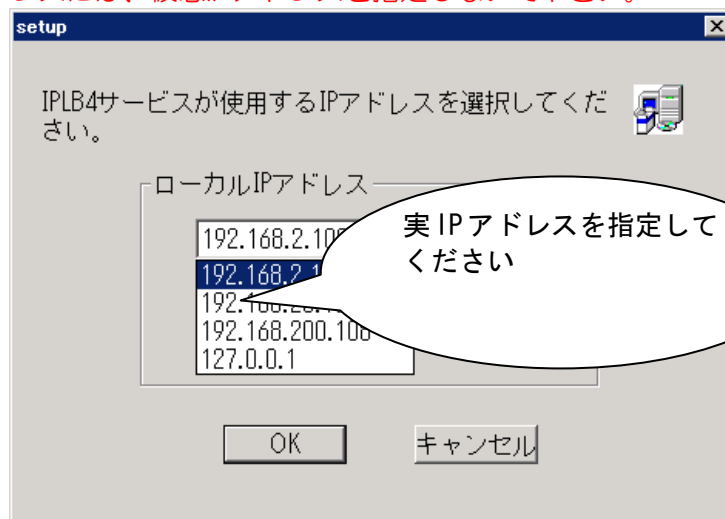 setup
IPLB4サービスが使用するIPアドレスを選択してくだ
さい。
ローカルIPアドレス
実IPアドレスを指定して
ください
192.168.200.108
127.0.0.1
OK
キャンセル